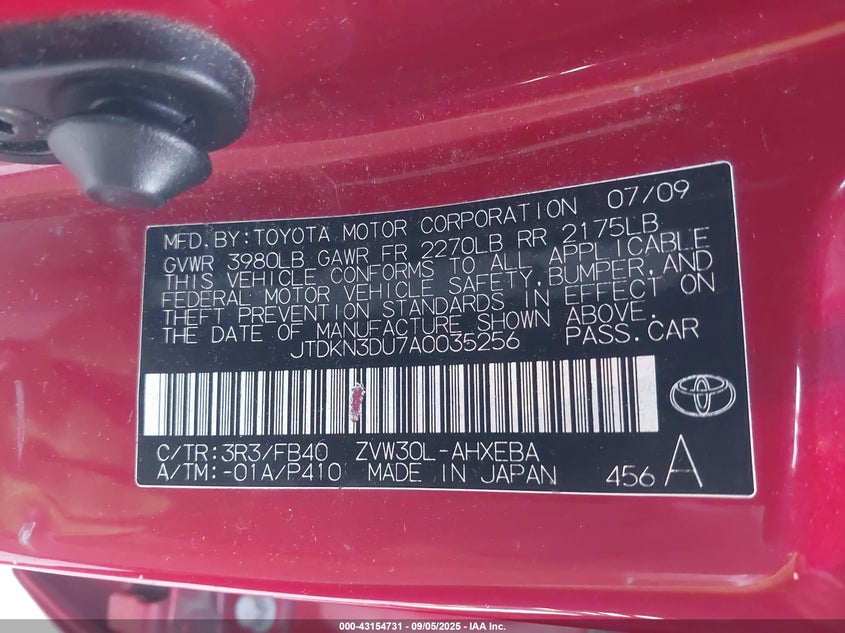 MFD.BY:TOYOTA MOTOR CORPORATION 07/09
GVWR 3980LB GAWR FR 2270LB RR 2175LB
THIS VEHICLE CONFORMS TO ALL APPLICABLE
FEDERAL MOTOR VEHICLE SAFETY,BUMPER,AND
THEFT PREVENTION STANDARDS IN EFFECT ON
THE DATE OF MANUFACTURE SHOWN ABOVE.
JTDKN3DU7A0035256 PASS.CAR
C/TR:3R3/FB40 ZVW30L-AHXEBA
A/TM:-01A/P410 MADE IN JAPAN 456 A
000-43154731 - 09/05/2025 - IAA Inc.